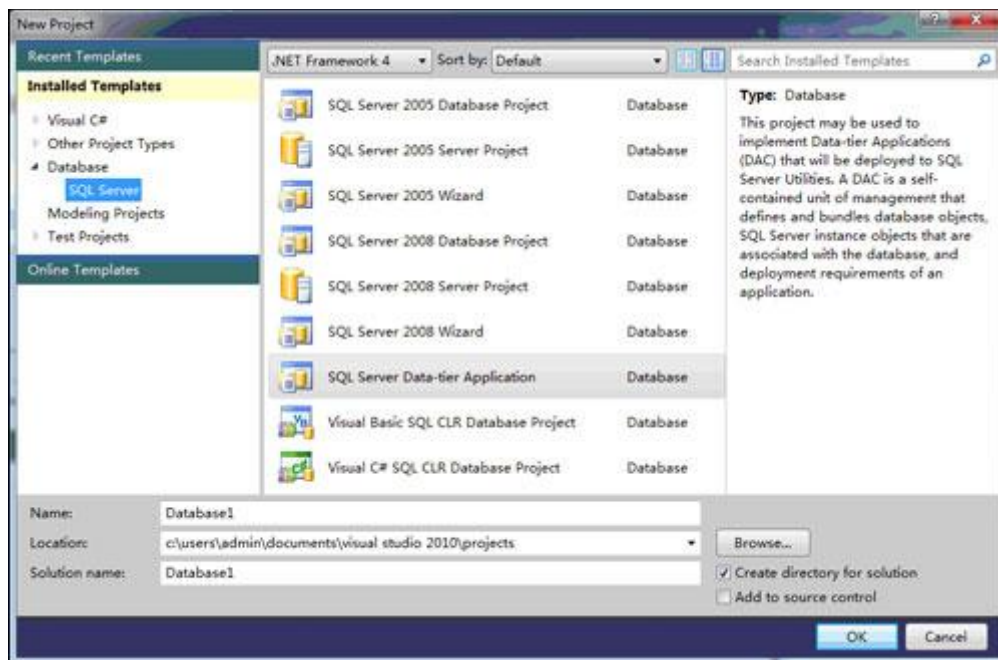 New Project
Recent Templates
Installed Templates
Visual C#
Other Project Types
Database
SQL Server
Modeling Projects
Test Projects
Online Templates
.NET Framework 4
Sort by: Default
Search Installed Templates
SQL Server 2005 Database Project Database
SQL Server 2005 Server Project Database
SQL Server 2005 Wizard Database
SQL Server 2008 Database Project Database
SQL Server 2008 Server Project Database
SQL Server 2008 Wizard Database
SQL Server Data-tier Application Database
Visual Basic SQL CLR Database Project Database
Visual C# SQL CLR Database Project Database
Type: Database
This project may be used to
implement Data-tier Applications
(DAC) that will be deployed to SQL
Server Utilities. A DAC is a self-
contained unit of management that
defines and bundles database objects,
SQL Server instance objects that are
associated with the database, and
deployment requirements of an
application.
Name: Database1
Location: c:\users\admin\documents\visual studio 2010\projects
Browse...
Solution name: Database1
Create directory for solution
Add to source control
OK
Cancel